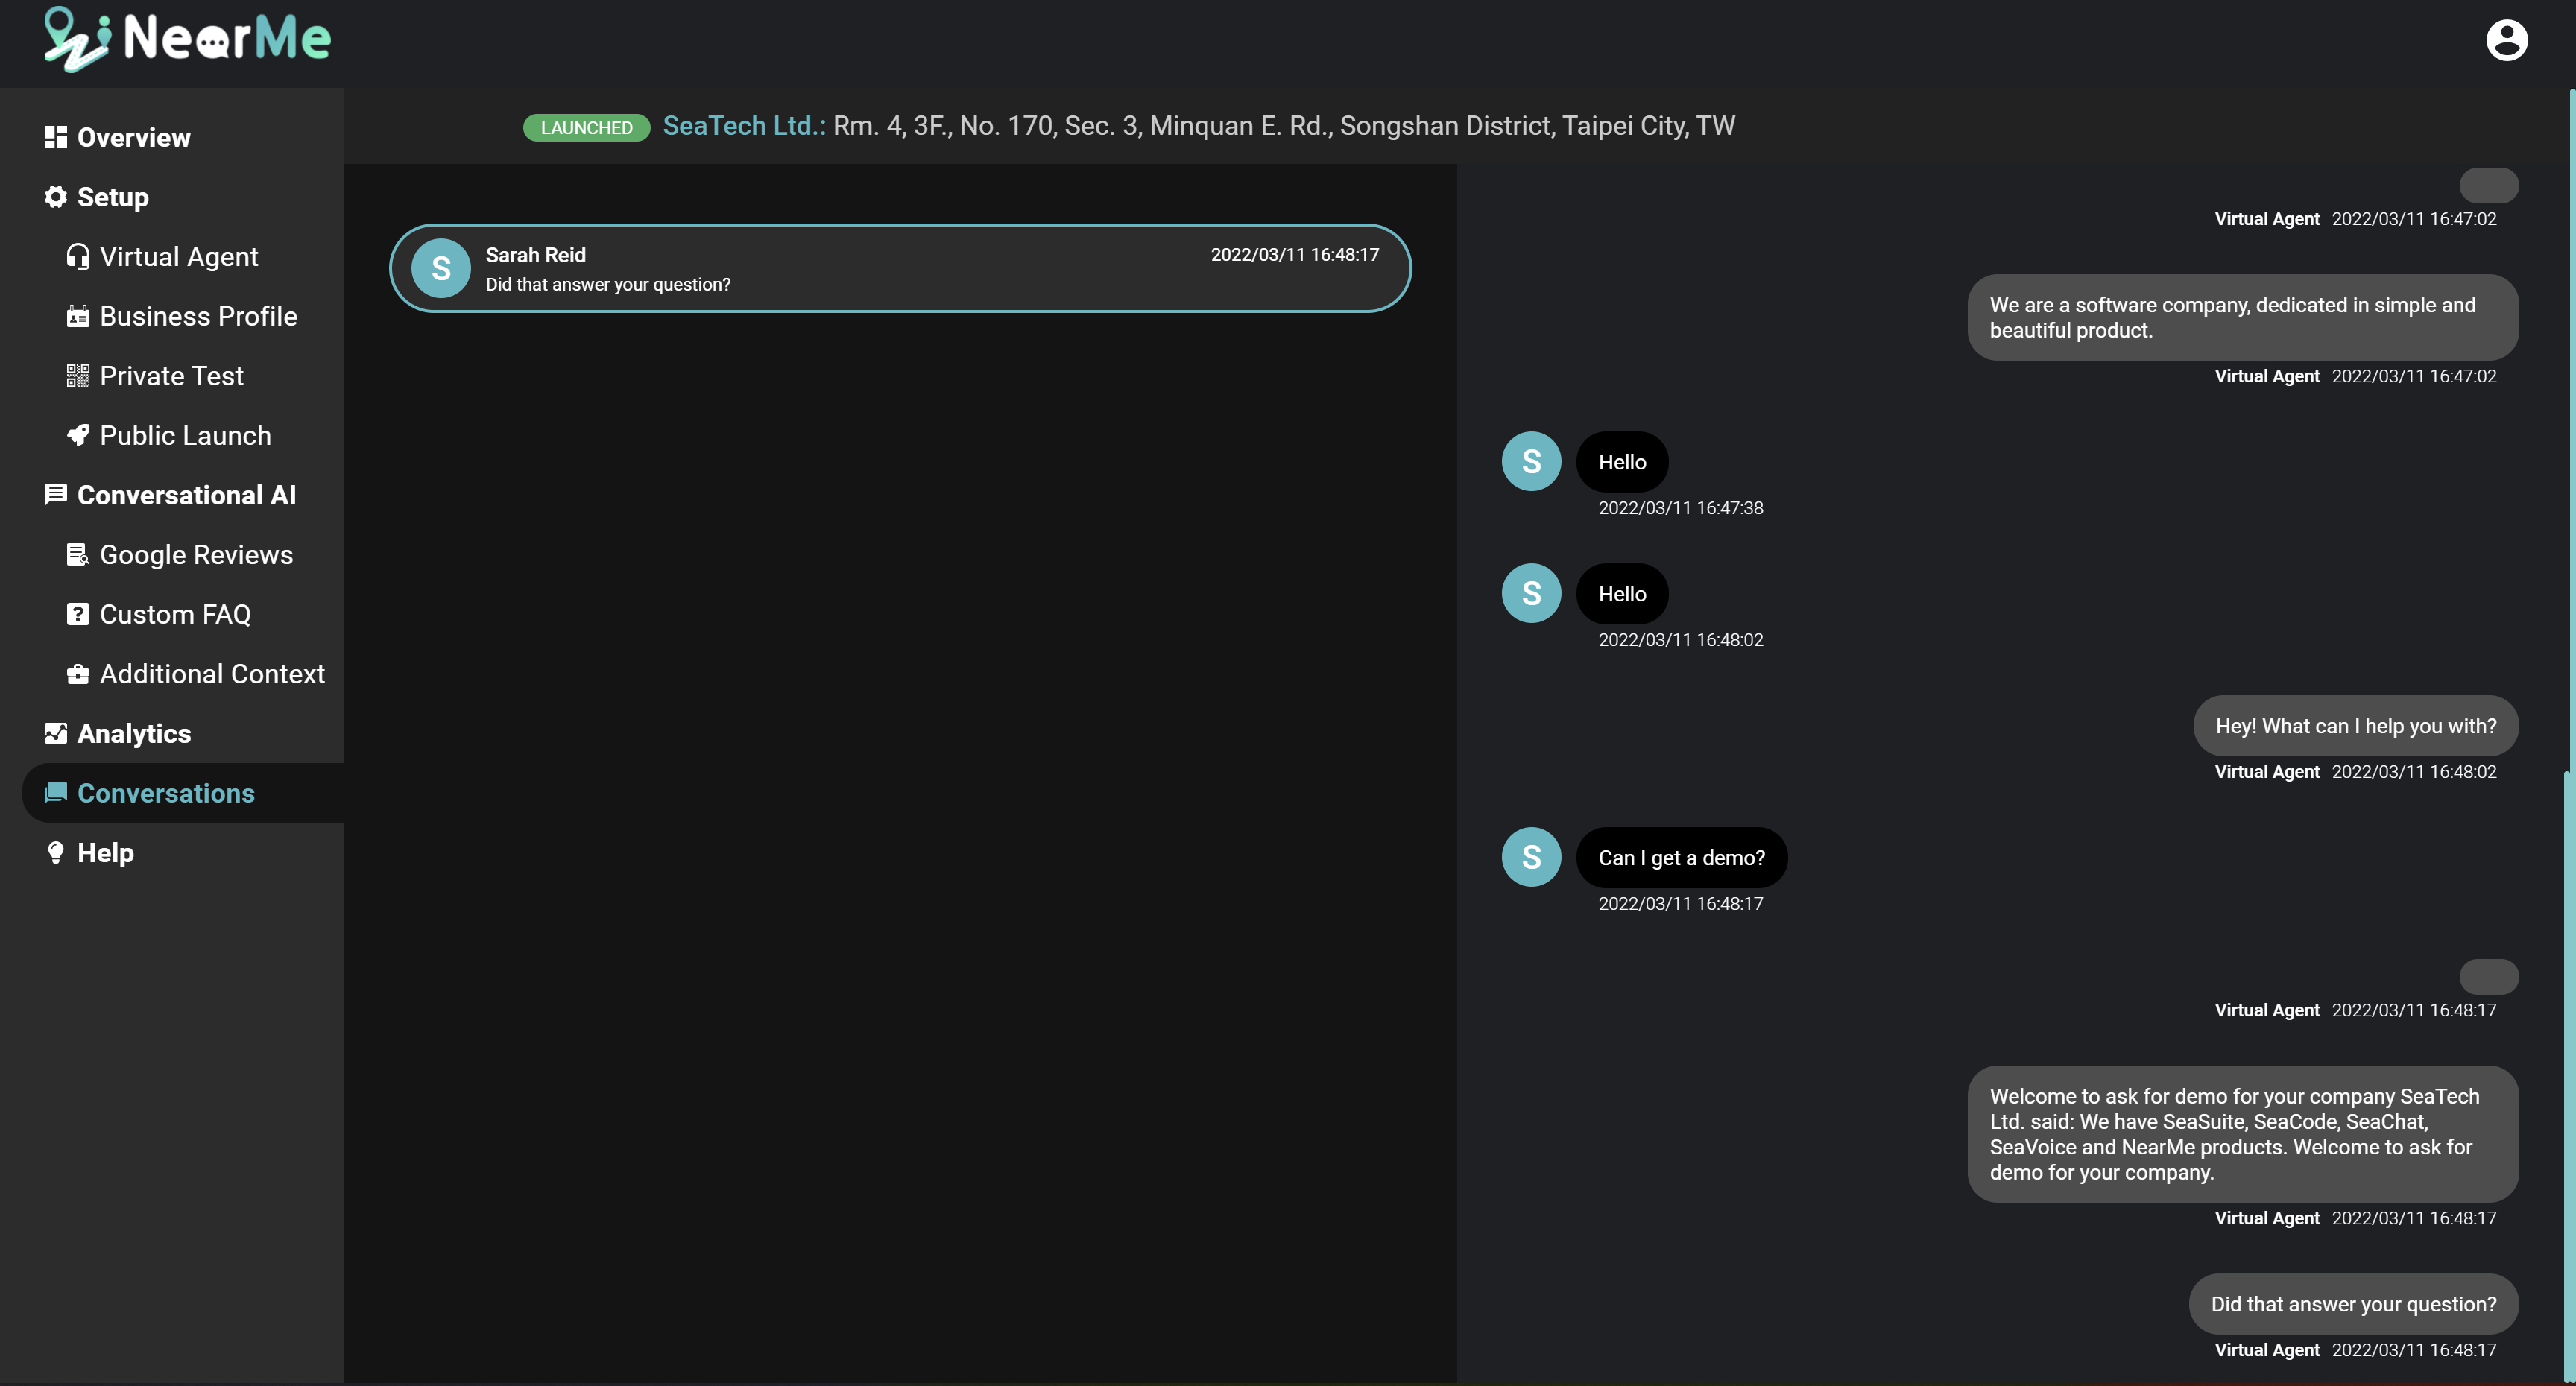 NearMe
Overview
Setup
Virtual Agent
Business Profile
Private Test
Public Launch
Conversational AI
Google Reviews
Custom FAQ
Additional Context
Analytics
Conversations
Help
LAUNCHED SeaTech Ltd.: Rm. 4, 3F., No. 170, Sec. 3, Minquan E. Rd., Songshan District, Taipei City, TW
S
Sarah Reid 2022/03/11 16:48:17
Did that answer your question?
Virtual Agent 2022/03/11 16:47:02
We are a software company, dedicated in simple and
beautiful product.
Virtual Agent 2022/03/11 16:47:02
S Hello
2022/03/11 16:47:38
S Hello
2022/03/11 16:48:02
Hey! What can I help you with?
Virtual Agent 2022/03/11 16:48:02
S Can I get a demo?
2022/03/11 16:48:17
Virtual Agent 2022/03/11 16:48:17
Welcome to ask for demo for your company SeaTech
Ltd. said: We have SeaSuite, SeaCode, SeaChat,
SeaVoice and NearMe products. Welcome to ask for
demo for your company.
Virtual Agent 2022/03/11 16:48:17
Did that answer your question?
Virtual Agent 2022/03/11 16:48:17